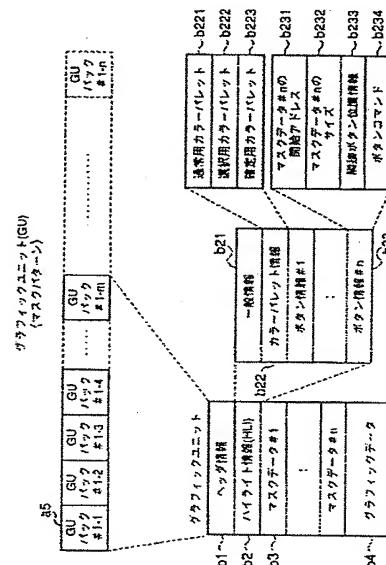 グラフィックユニット(GU)
(マスクパターン)
a5
GU
パック
#1-1
GU
パック
#1-2
GU
パック
#1-3
GU
パック
#1-4
……
GU
パック
#1-m
………
GU
パック
#1-n
グラフィックユニット
b1
ヘッダ情報
b2
ハイライト情報(HLI)
b3
マスクデータ#1
:
マスクデータ#n
b4
グラフィックデータ
b21
一般情報
b22
カラーパレット情報
ボタン情報#1
:
ボタン情報#n
通常用カラーパレット
b221
選択用カラーパレット
b222
確定用カラーパレット
b223
マスクデータ#nの
開始アドレス
b231
マスクデータ#nの
サイズ
b232
隣接ボタン位置情報
b233
ボタンコマンド
b234